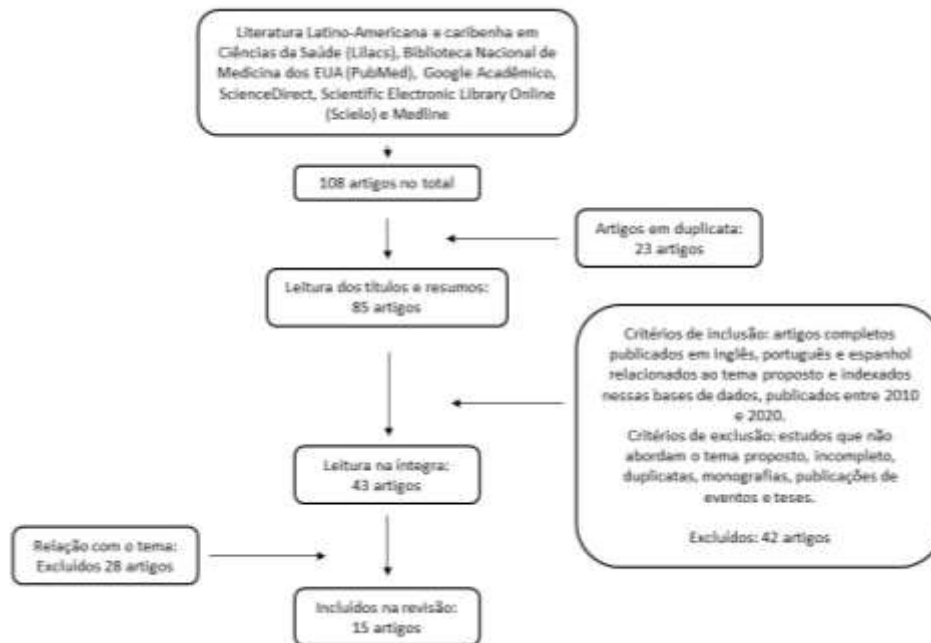 Literatura Latino-Americana e caribenha em
Ciências da Saúde (Lilacs), Biblioteca Nacional de
Medicina dos EUA (PubMed), Google Acadêmico,
ScienceDirect, Scientific Electronic Library Online
(Scielo) e Medline
108 artigos no total
Artigos em duplicata:
23 artigos
Leitura dos títulos e resumos:
85 artigos
Critérios de inclusão: artigos completos
publicados em inglês, português e espanhol
relacionados ao tema proposto e indexados
nessas bases de dados, publicados entre 2010
e 2020.
Critérios de exclusão: estudos que não
abordam o tema proposto, incompleto,
duplicatas, monografias, publicações de
eventos e teses.
Excluídos: 42 artigos
Leitura na íntegra:
43 artigos
Relação com o tema:
Excluídos 28 artigos
Incluídos na revisão:
15 artigos